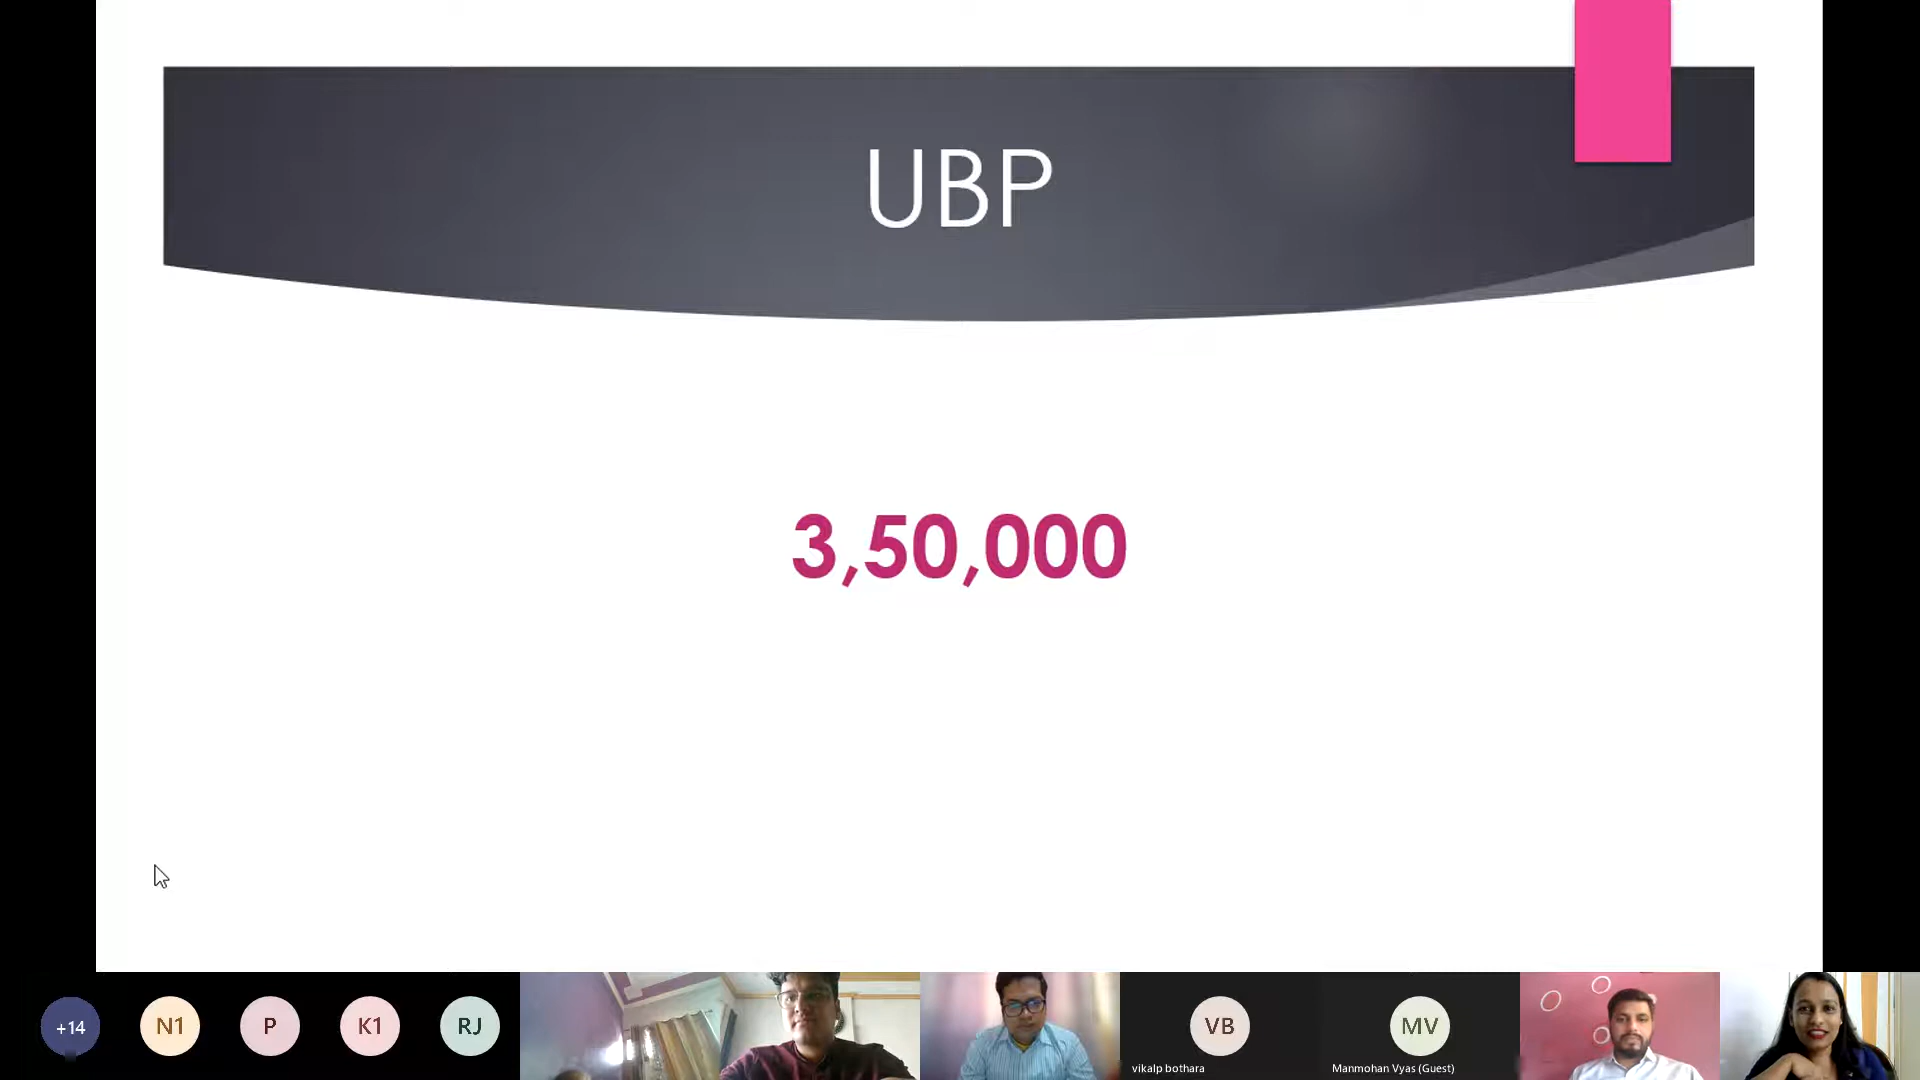 UBP
3,50,000
+14
N1
P
K1
RJ
VB
vikalp bothara
MV
Manmohan Vyas (Guest)